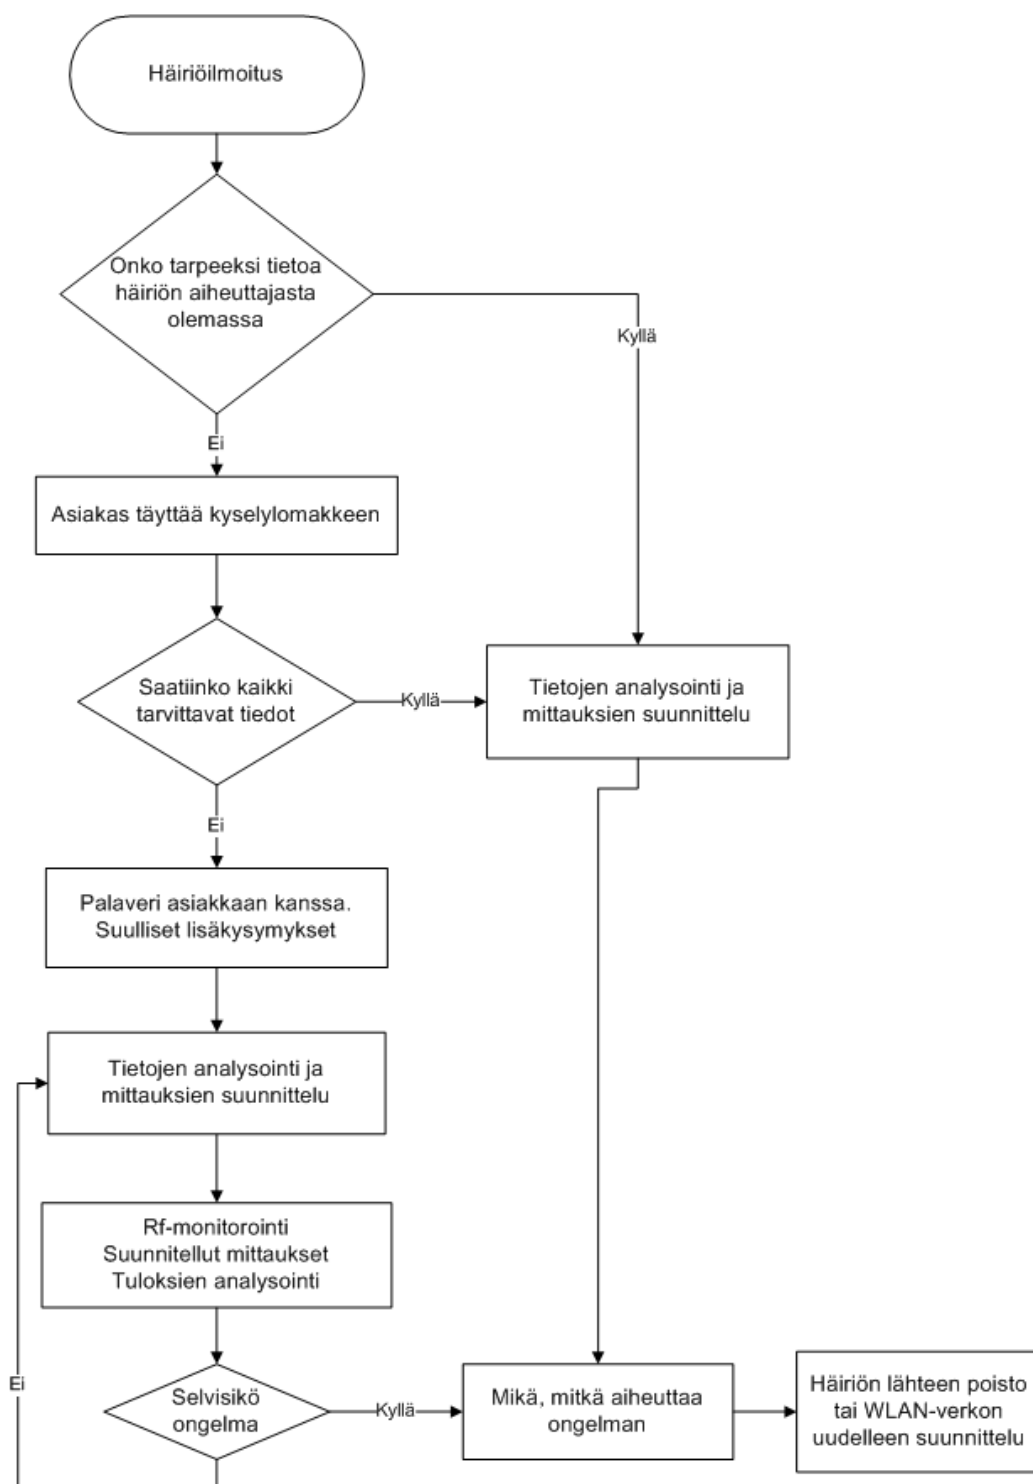 Häiriöilmoitus
Onko tarpeeksi tietoa
häiriön aiheuttajasta
olemassa
Kyllä
Ei
Asiakas täyttää kyselylomakkeen
Saatiinko kaikki
tarvittavat tiedot
Kyllä
Tietojen analysointi ja
mittauksien suunnittelu
Ei
Palaveri asiakkaan kanssa.
Suulliset lisäkysymykset
Tietojen analysointi ja
mittauksien suunnittelu
Rf-monitorointi
Suunnitellut mittaukset
Tuloksien analysointi
Ei
Selvisikö
ongelma
Kyllä
Mikä, mitkä aiheuttaa
ongelman
Häiriön lähteen poisto
tai WLAN-verkon
uudelleen suunnittelu